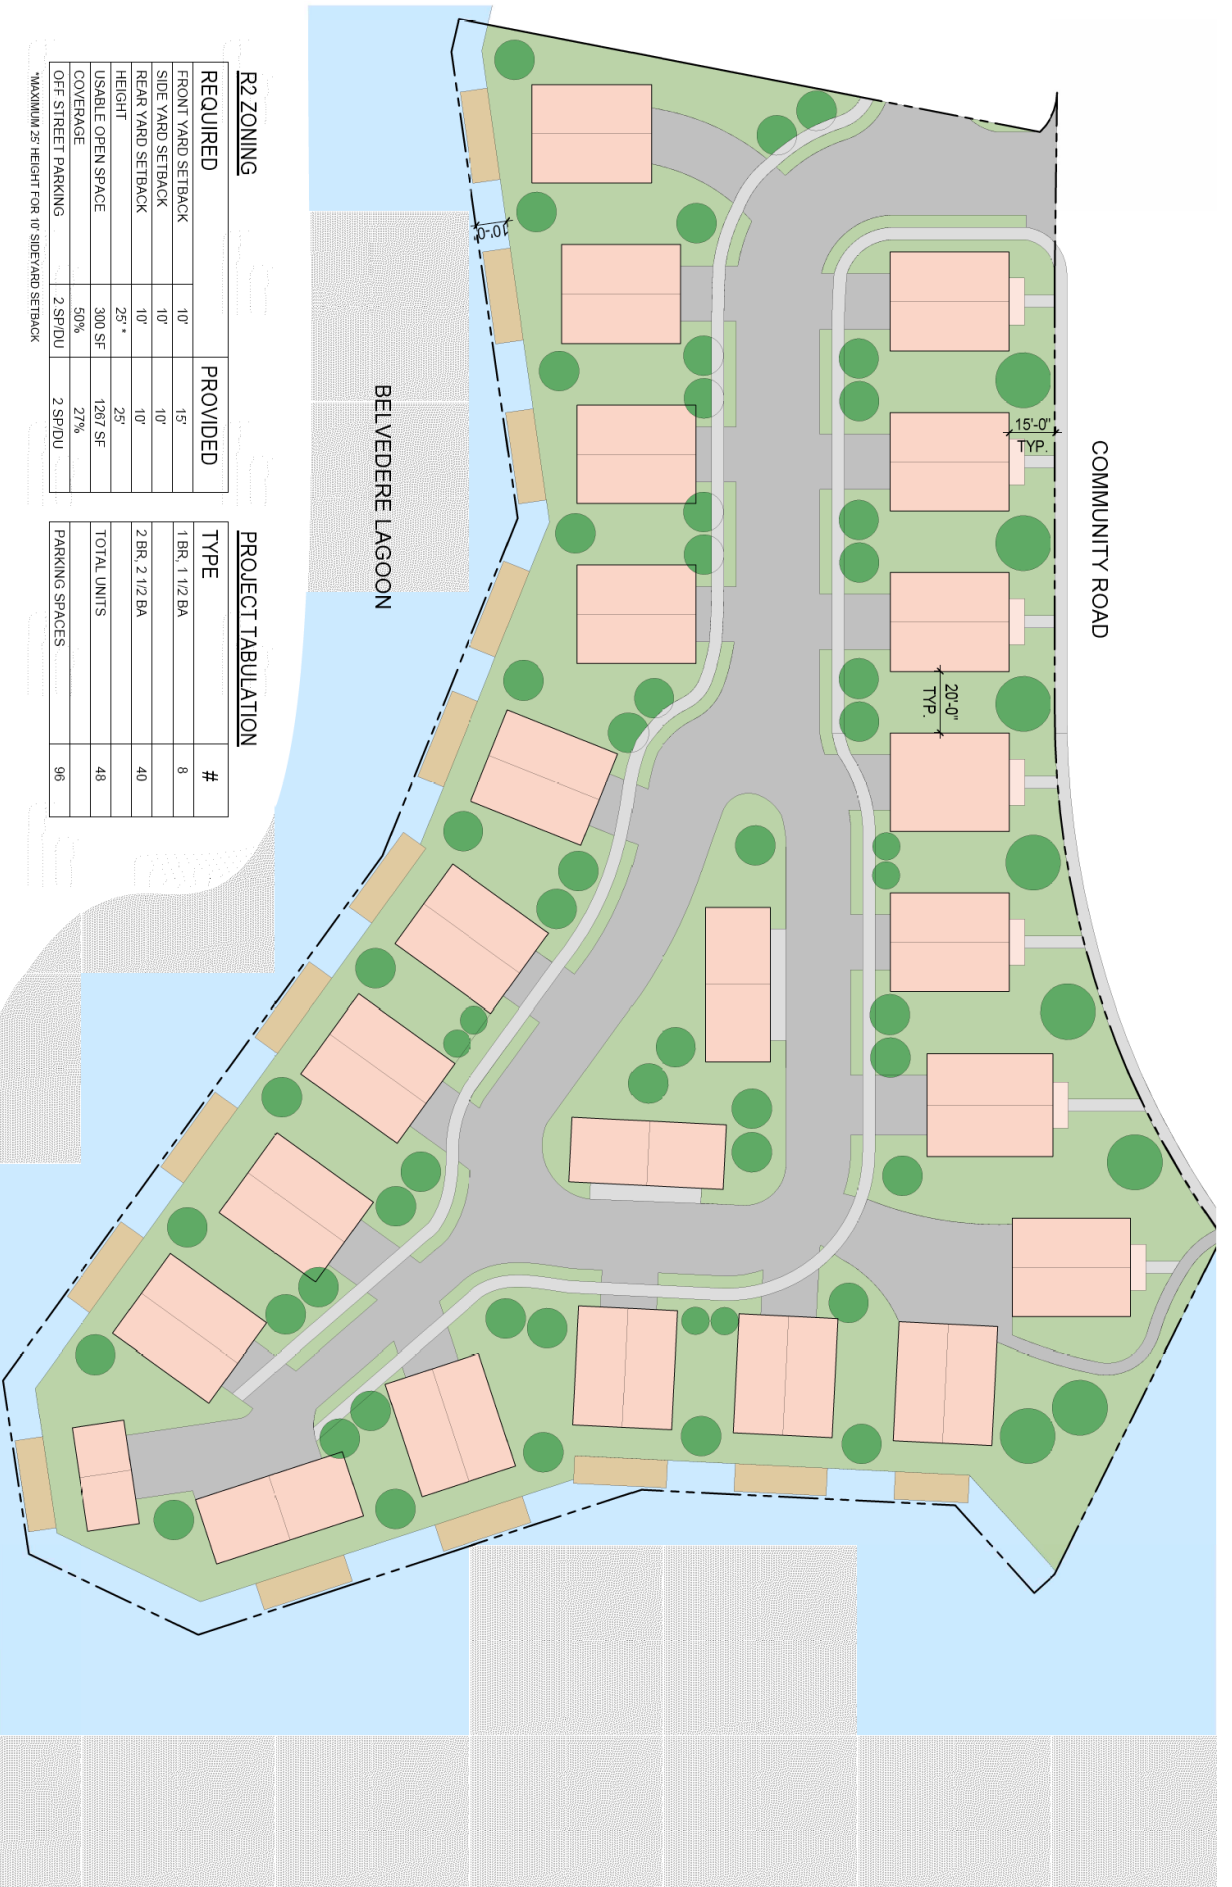 COMMUNITY ROAD
15'-0"
TYP.
20'-0"
TYP.
10'-0"
BELVEDERE LAGOON
R2 ZONING
REQUIRED PROVIDED
FRONT YARD SETBACK 10' 15'
SIDE YARD SETBACK 10' 10'
REAR YARD SETBACK 10' 10'
HEIGHT 25' * 25'
USABLE OPEN SPACE 300 SF 1267 SF
COVERAGE 50% 27%
OFF STREET PARKING 2 SP/DU 2 SP/DU
*MAXIMUM 25' HEIGHT FOR 10' SIDEYARD SETBACK
PROJECT TABULATION
TYPE #
1 BR, 1 1/2 BA 8
2 BR, 2 1/2 BA 40
TOTAL UNITS 48
PARKING SPACES 96